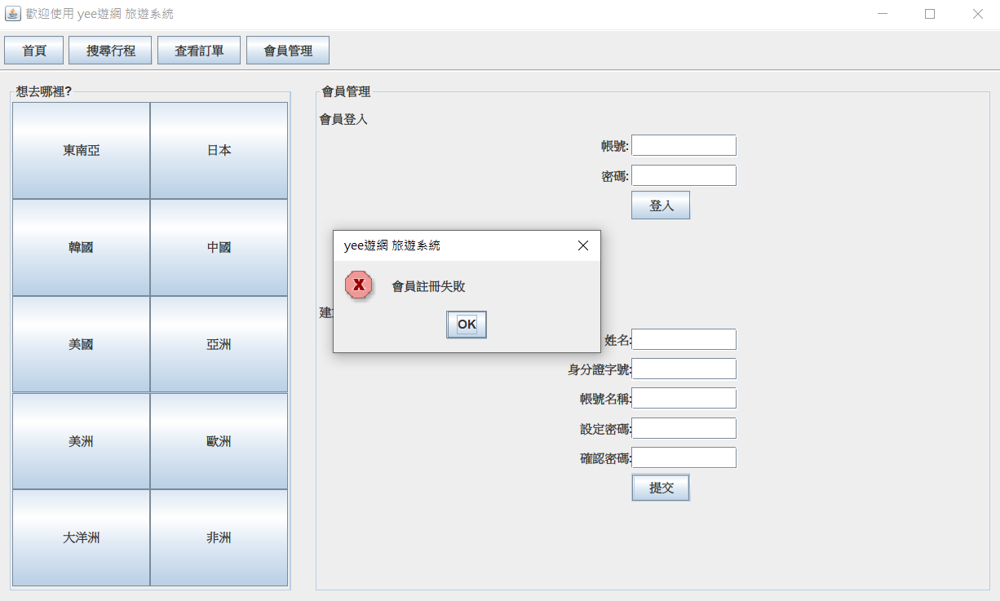 歡迎使用 yee遊網 旅遊系統
首頁 搜尋行程 查看訂單 會員管理
想去哪裡?
東南亞 日本
韓國 中國
美國 亞洲
美洲 歐洲
大洋洲 非洲
會員管理
會員登入
帳號:
密碼:
登入
yee遊網 旅遊系統
會員註冊失敗
OK
姓名:
身分證字號:
帳號名稱:
設定密碼:
確認密碼:
提交